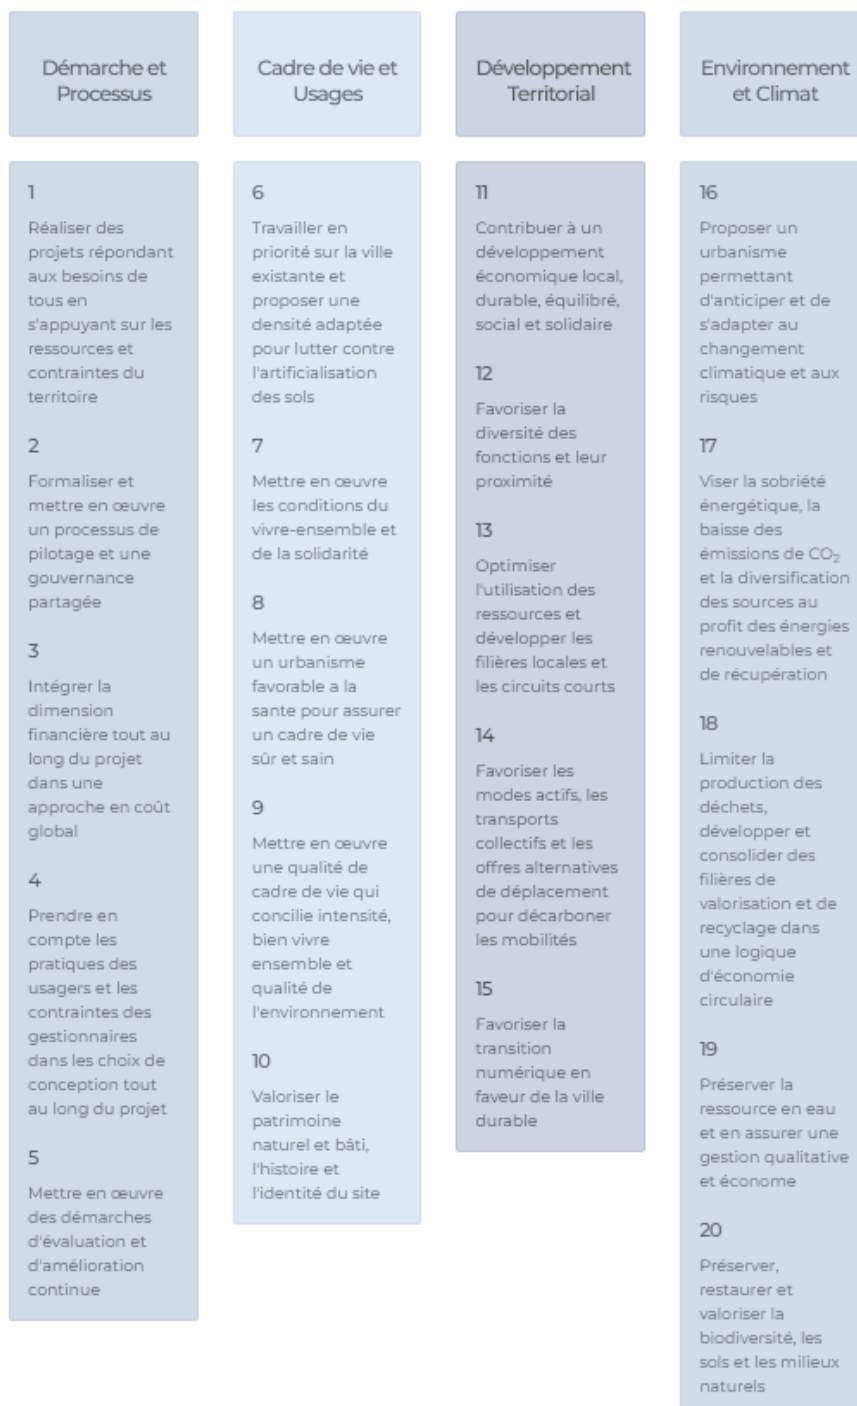 Démarche et
Processus
1
Réaliser des
projets répondant
aux besoins de
tous en
s'appuyant sur les
ressources et
contraintes du
territoire
2
Formaliser et
mettre en œuvre
un processus de
pilotage et une
gouvernance
partagée
3
Intégrer la
dimension
financière tout au
long du projet
dans une
approche en coût
global
4
Prendre en
compte les
pratiques des
usagers et les
contraintes des
gestionnaires
dans les choix de
conception tout
au long du projet
5
Mettre en œuvre
des démarches
d'évaluation et
d'amélioration
continue
Cadre de vie et
Usages
6
Travailler en
priorité sur la ville
existante et
proposer une
densité adaptée
pour lutter contre
l'artificialisation
des sols
7
Mettre en œuvre
les conditions du
vivre-ensemble et
de la solidarité
8
Mettre en œuvre
un urbanisme
favorable a la
sante pour assurer
un cadre de vie
sûr et sain
9
Mettre en œuvre
une qualité de
cadre de vie qui
concilie intensité,
bien vivre
ensemble et
qualité de
l'environnement
10
Valoriser le
patrimoine
naturel et bâti,
l'histoire et
l'identité du site
Développement
Territorial
11
Contribuer à un
développement
économique local,
durable, équilibré,
social et solidaire
12
Favoriser la
diversité des
fonctions et leur
proximité
13
Optimiser
l'utilisation des
ressources et
développer les
filières locales et
les circuits courts
14
Favoriser les
modes actifs, les
transports
collectifs et les
offres alternatives
de déplacement
pour décarboner
les mobilités
15
Favoriser la
transition
numérique en
faveur de la ville
durable
Environnement
et Climat
16
Proposer un
urbanisme
permettant
d'anticiper et de
s'adapter au
changement
climatique et aux
risques
17
Viser la sobriété
énergétique, la
baisse des
émissions de CO₂
et la diversification
des sources au
profit des énergies
renouvelables et
de récupération
18
Limiter la
production des
déchets,
développer et
consolider des
filières de
valorisation et de
recyclage dans
une logique
d'économie
circulaire
19
Préserver la
ressource en eau
et en assurer une
gestion qualitative
et économe
20
Préserver,
restaurer et
valoriser la
biodiversité, les
sols et les milieux
naturels